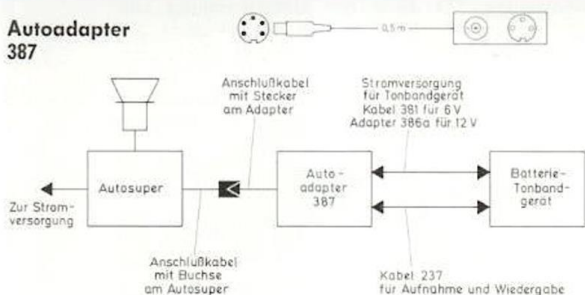 Autoadapter
387
0,5 m
Anschlußkabel
mit Stecker
am Adapter
Stromversorgung
für Tonbandgerät
Kabel 381 für 6 V
Adapter 386a für 12 V
Autosuper
Auto-
adapter
387
Batterie-
Tonband-
gerät
Zur Strom-
versorgung
Anschlußkabel
mit Buchse
am Autosuper
Kabel 237
für Aufnahme und Wiedergabe